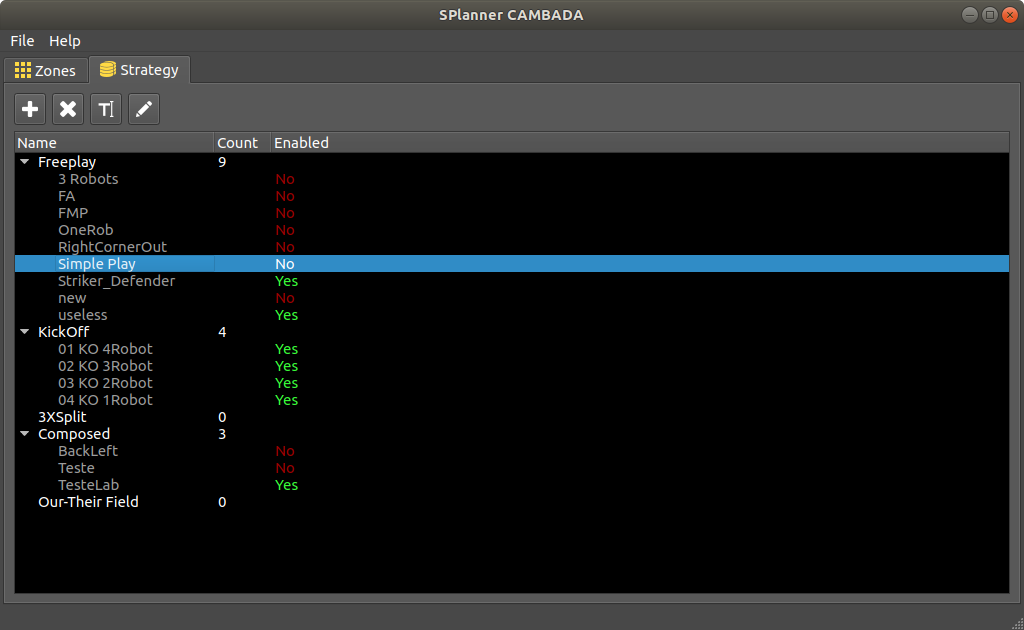 SPlanner CAMBADA
File Help
Zones Strategy
Name Count Enabled
Freeplay 9
3 Robots No
FA No
FMP No
OneRob No
RightCornerOut No
Simple Play No
Striker_Defender Yes
new No
useless Yes
KickOff 4
01 KO 4Robot Yes
02 KO 3Robot Yes
03 KO 2Robot Yes
04 KO 1Robot Yes
3XSplit 0
Composed 3
BackLeft No
Teste No
TesteLab Yes
Our-Their Field 0